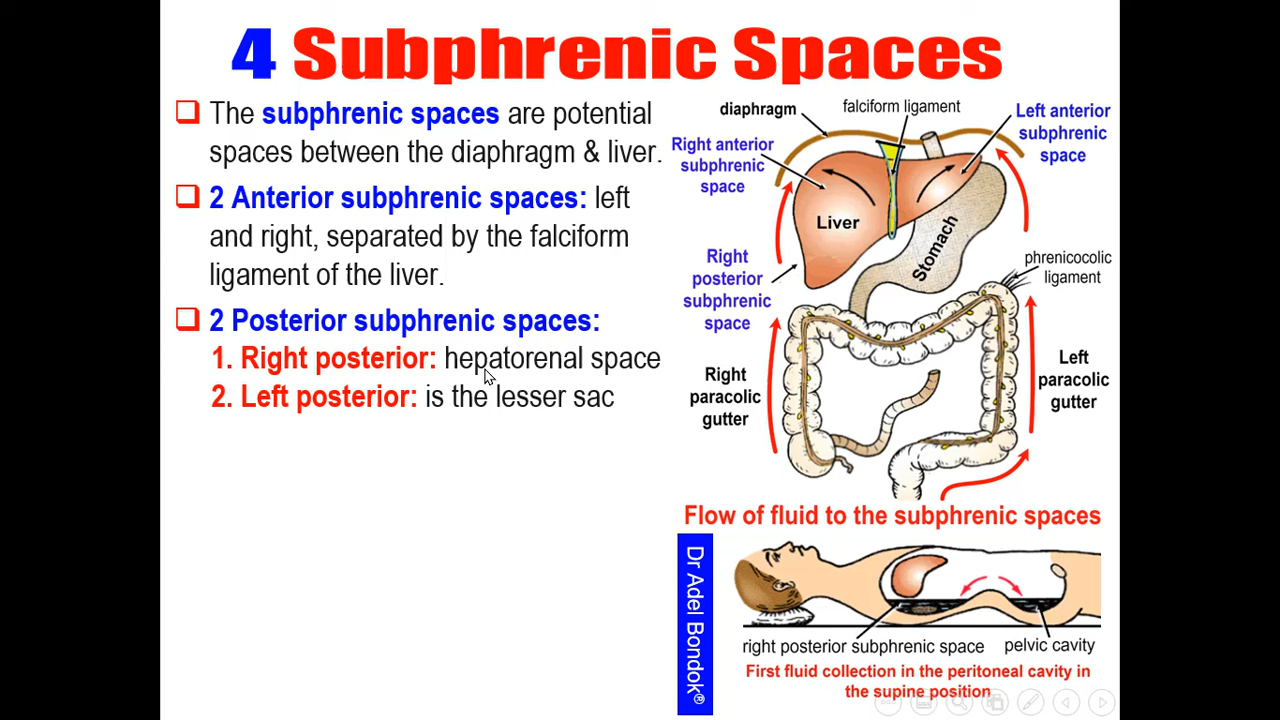 4 Subphrenic Spaces
The subphrenic spaces are potential
spaces between the diaphragm & liver.
2 Anterior subphrenic spaces: left
and right, separated by the falciform
ligament of the liver.
2 Posterior subphrenic spaces:
1. Right posterior: hepatorenal space
2. Left posterior: is the lesser sac
diaphragm
falciform ligament
Left anterior
subphrenic
space
Right anterior
subphrenic
space
Liver
Stomach
Right
posterior
subphrenic
space
phrenicocolic
ligament
Right
paracolic
gutter
Left
paracolic
gutter
Flow of fluid to the subphrenic spaces
Dr Adel Bondok®
right posterior subphrenic space
pelvic cavity
First fluid collection in the peritoneal cavity in
the supine position